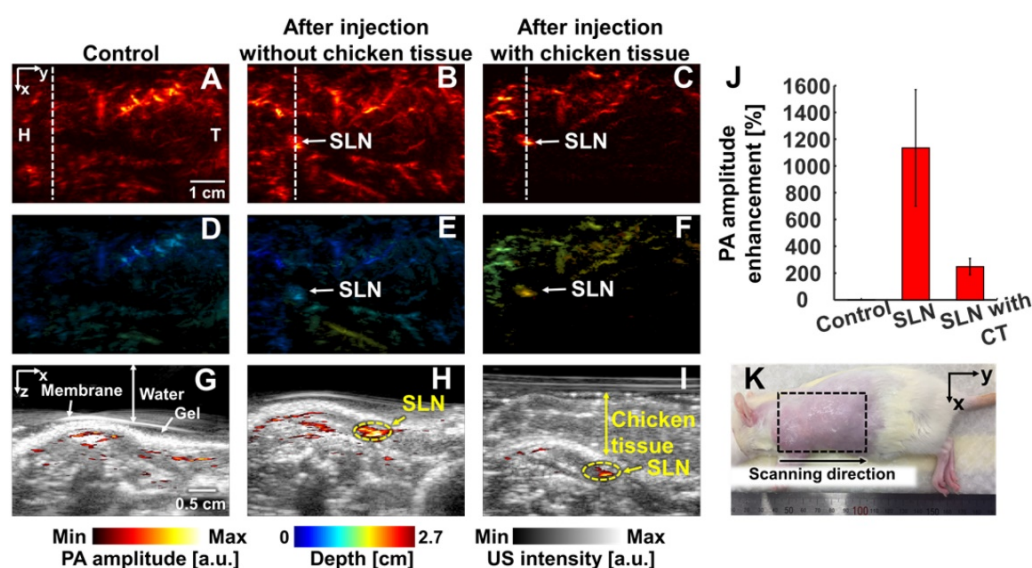 Control
After injection
without chicken tissue
After injection
with chicken tissue
A
y
x
H
T
1 cm
B
SLN
C
SLN
D
E
SLN
F
SLN
G
x
z
Membrane
Water
Gel
0.5 cm
H
SLN
I
Chicken
tissue
SLN
Min
Max
PA amplitude [a.u.]
0
2.7
Depth [cm]
Min
Max
US intensity [a.u.]
J
PA amplitude
enhancement [%]
1600
1400
1200
1000
800
600
400
200
0
Control
SLN
SLN with
CT
K
y
x
Scanning direction
50
100